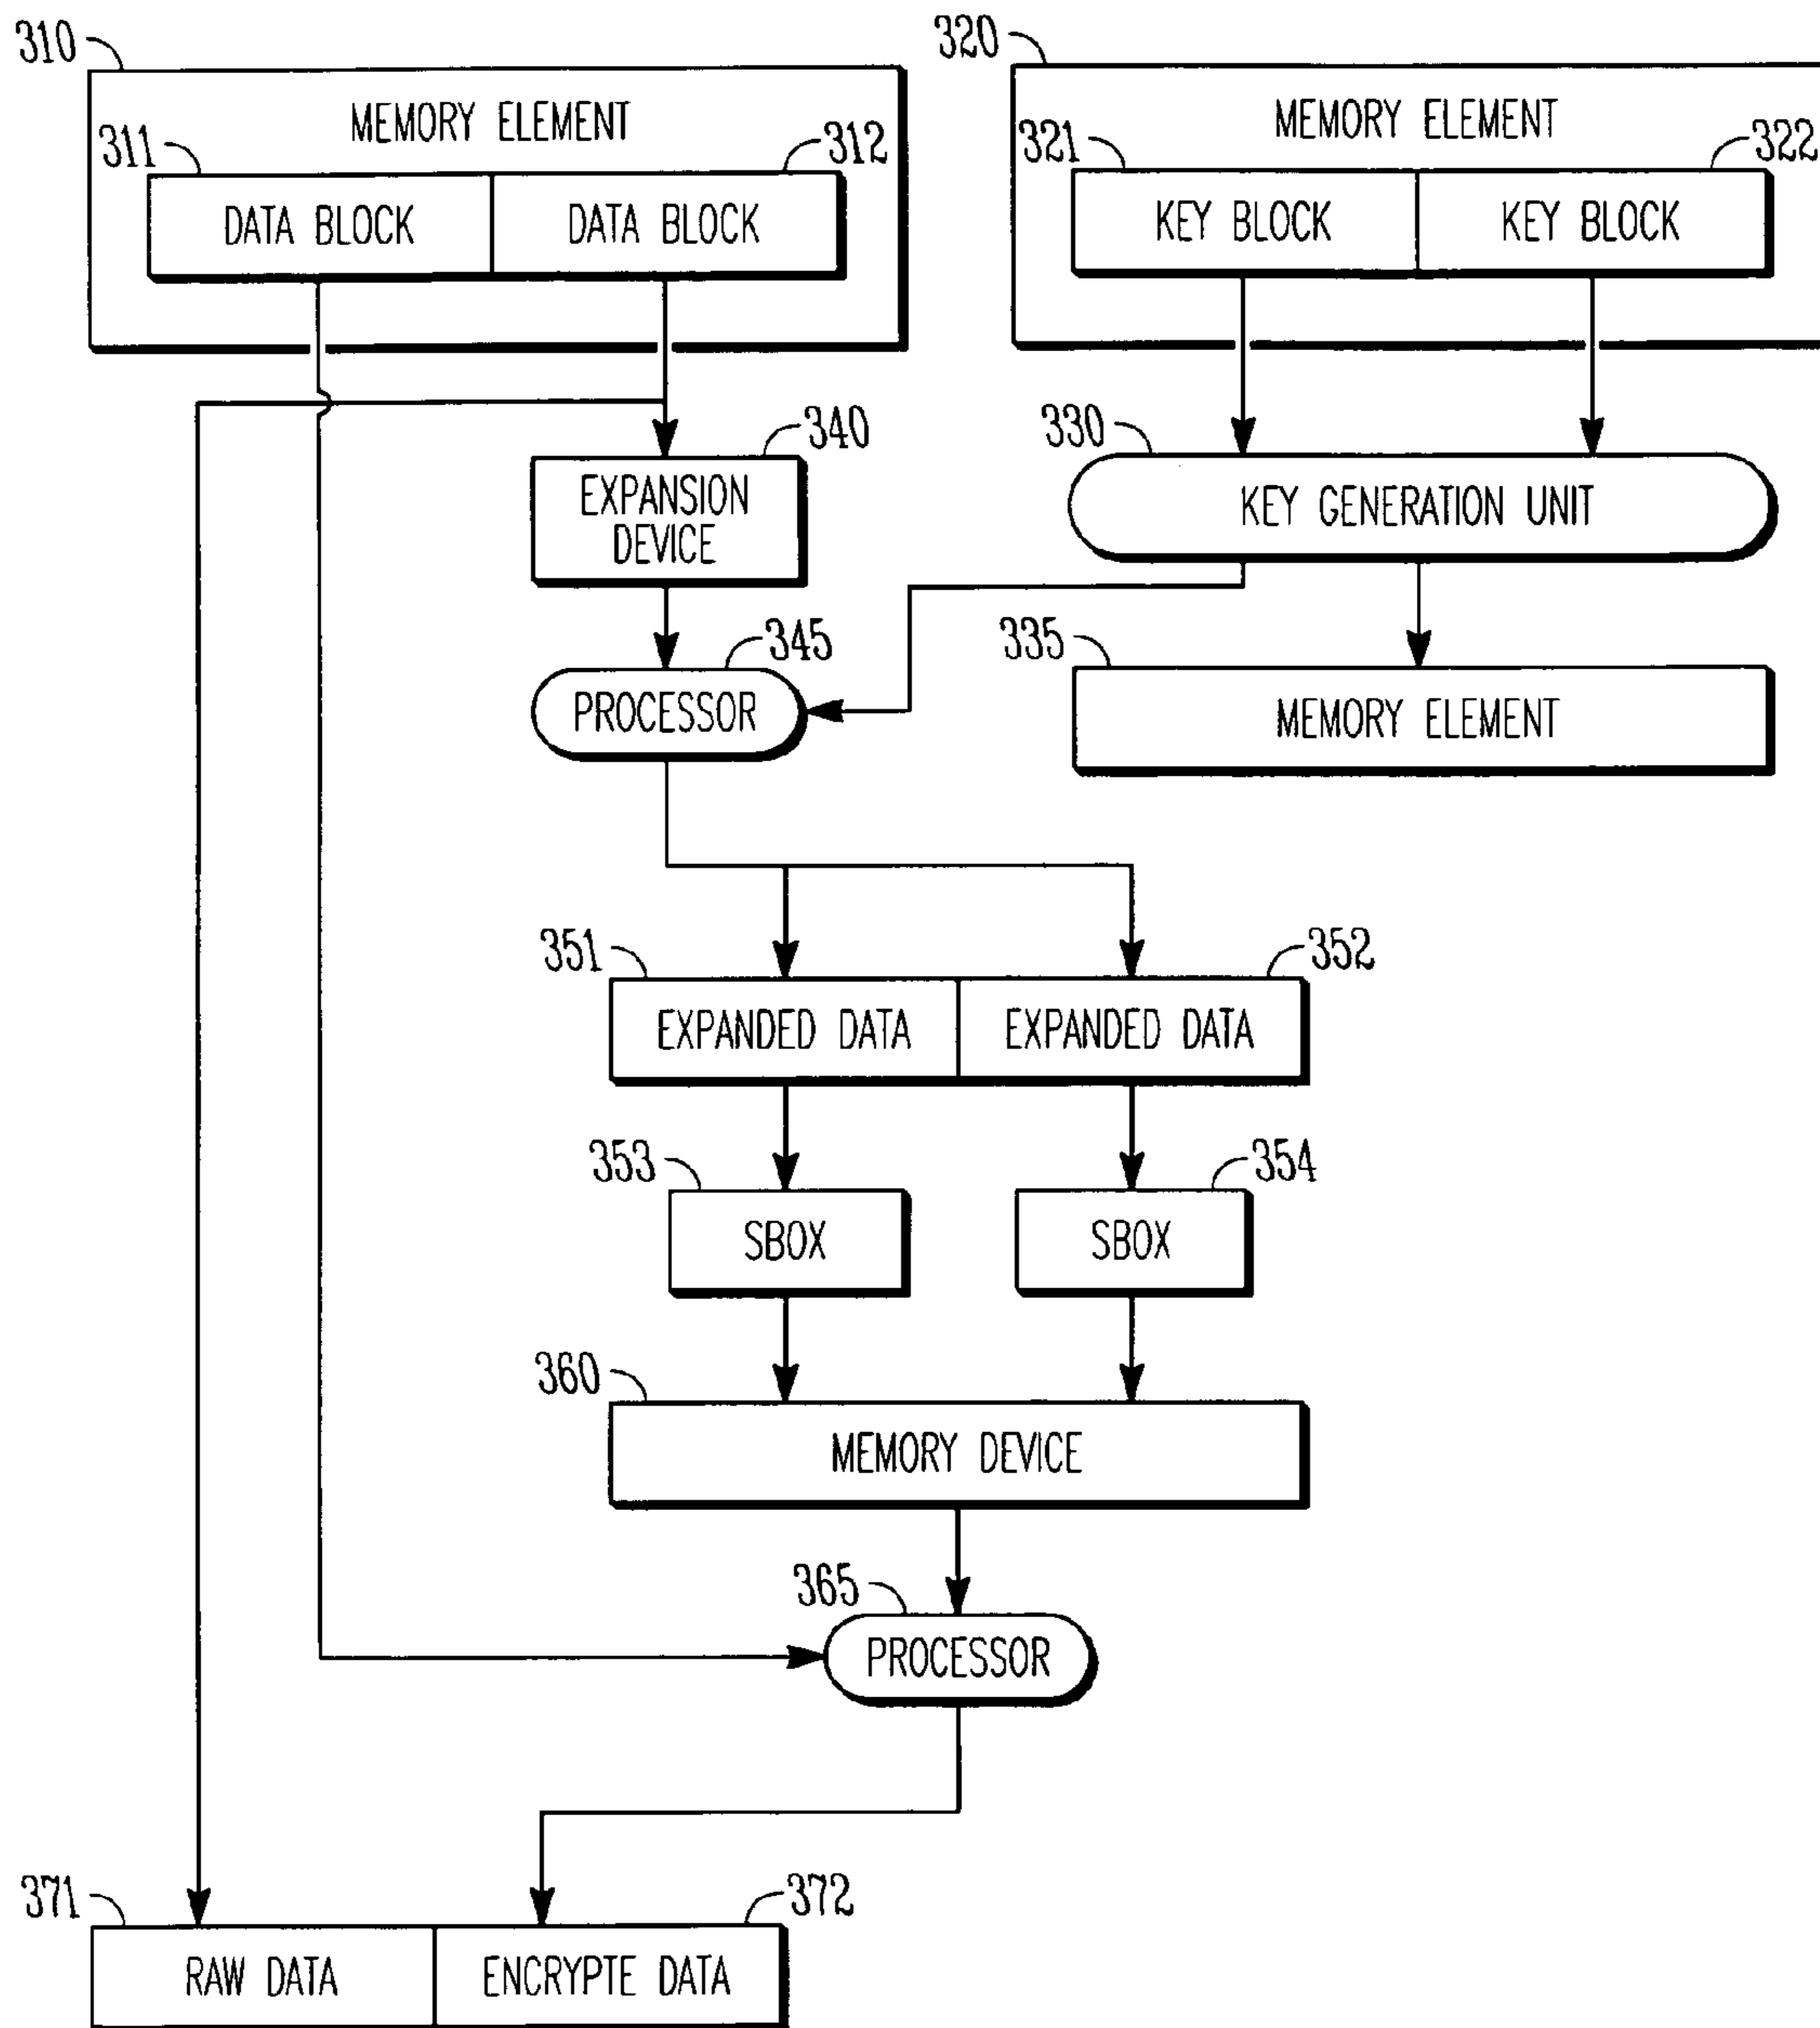 310
320
MEMORY ELEMENT
MEMORY ELEMENT
311
312
321
322
DATA BLOCK
DATA BLOCK
KEY BLOCK
KEY BLOCK
340
330
EXPANSION
DEVICE
KEY GENERATION UNIT
345
335
PROCESSOR
MEMORY ELEMENT
351
352
EXPANDED DATA
EXPANDED DATA
353
354
SBOX
SBOX
360
MEMORY DEVICE
365
PROCESSOR
371
372
RAW DATA
ENCRYPTE DATA